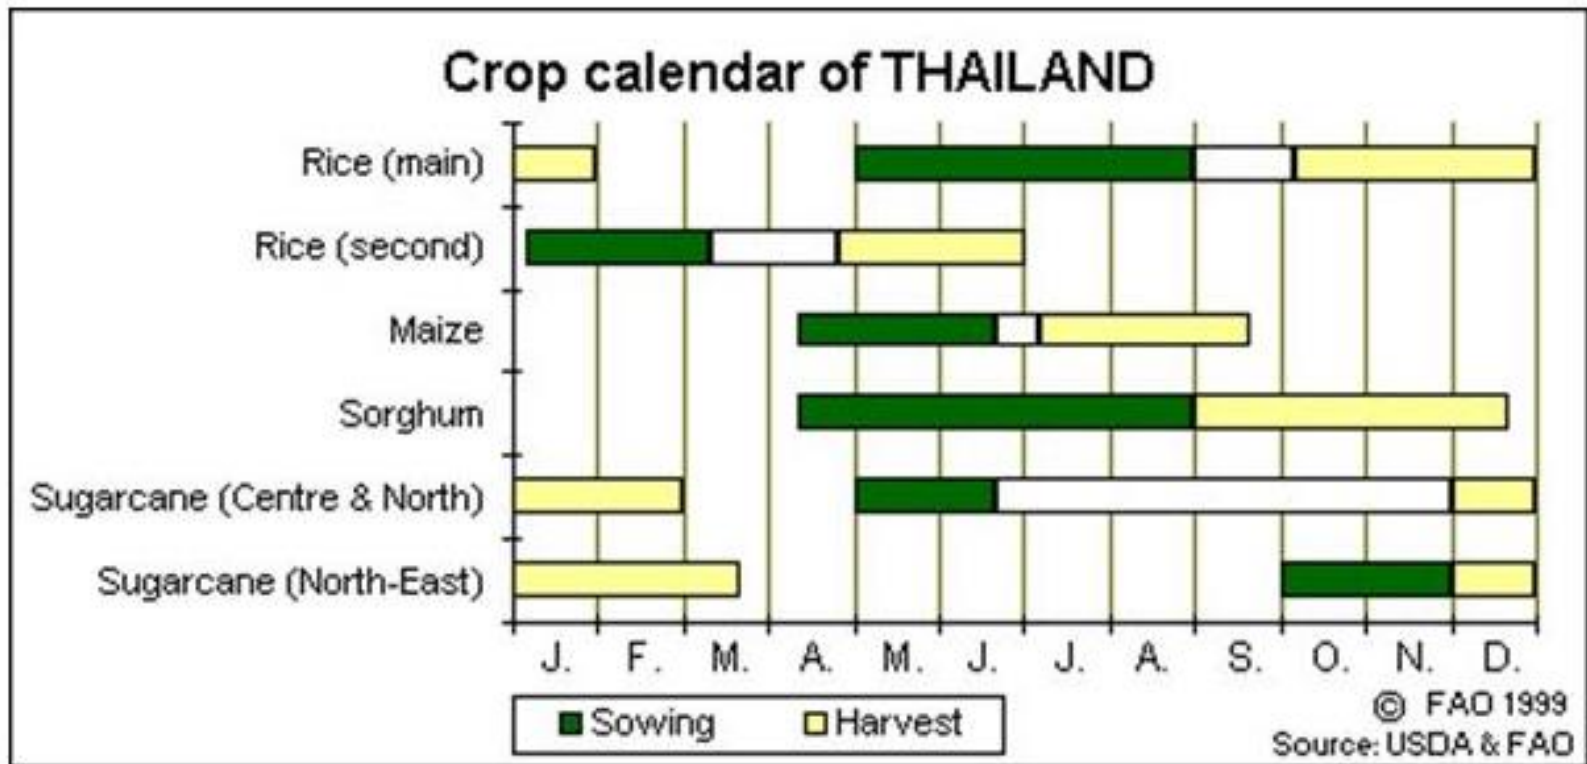 Crop calendar of THAILAND
Rice (main)
Rice (second)
Maize
Sorghum
Sugarcane (Centre & North)
Sugarcane (North-East)
J. F. M. A. M. J. J. A. S. O. N. D.
Sowing Harvest
© FAO 1999
Source: USDA & FAO